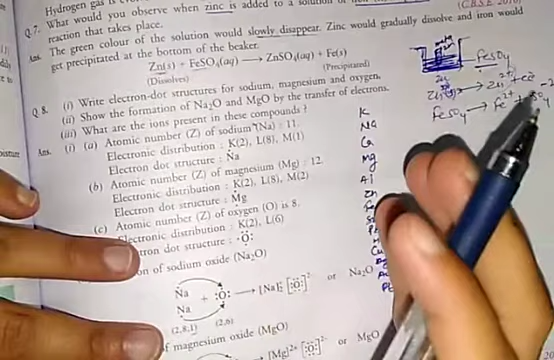 Hydrogen gas is
(C.B.S.E. 2010)
Q.7. What would you observe when zinc is added to a solution of
reaction that takes place.
Ans. The green colour of the solution would slowly disappear. Zinc would gradually dissolve and iron would
get precipitated at the bottom of the beaker.
Zn(s) + FeSO₄(aq) ⟶ ZnSO₄(aq) + Fe(s)
(Dissolves) (Precipitated)
Q 8. (i) Write electron-dot structures for sodium, magnesium and oxygen.
(ii) Show the formation of Na₂O and MgO by the transfer of electrons.
(iii) What are the ions present in these compounds?
Ans. (i) (a) Atomic number (Z) of sodium (Na) : 11.
Electronic distribution : K(2), L(8), M(1)
Electron dot structure : Na
(b) Atomic number (Z) of magnesium (Mg) : 12.
Electronic distribution : K(2), L(8), M(2)
Electron dot structure : Mg
(c) Atomic number (Z) of oxygen (O) is 8.
Electronic distribution : K(2), L(6)
tron dot structure : ·Ö:
on of sodium oxide (Na₂O)
Na
+ :Ö: ⟶ [Na]⁺₂ [:Ö:]²⁻ or Na₂O
Na
(2,8,1) (2,6)
f magnesium oxide (MgO)
[Mg]²⁺ [:Ö:]²⁻ or MgO
FeSO₄
FeSO₄ ⟶ Fe²⁺ +
K
Na
Ca
Mg
Al
Zn
Fe
Cu